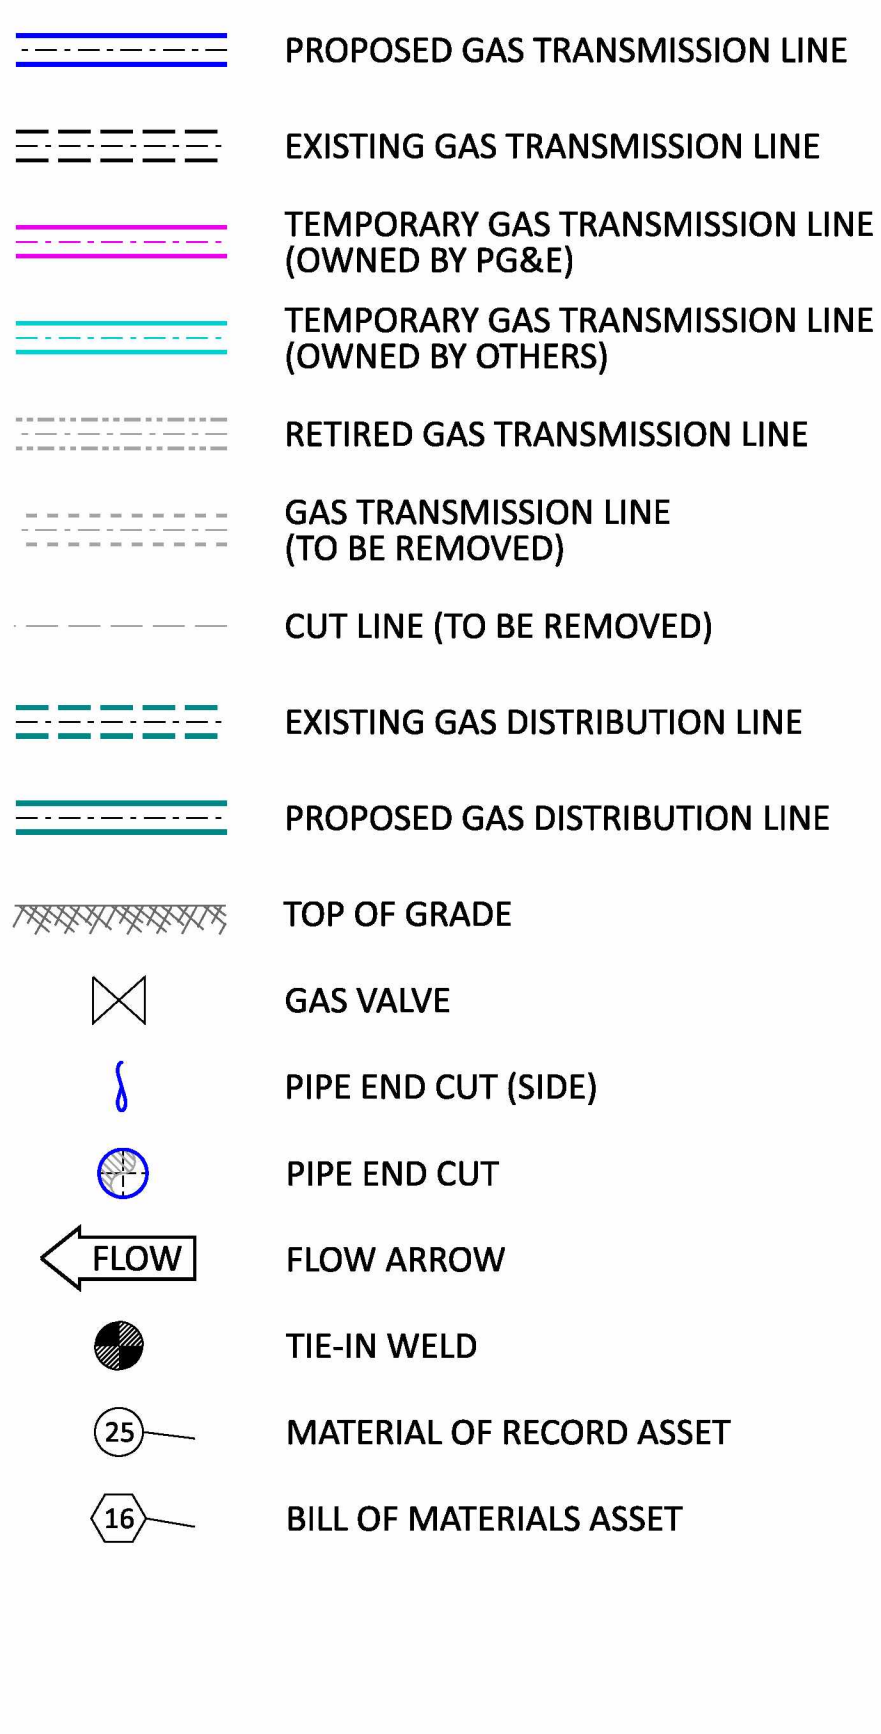 PROPOSED GAS TRANSMISSION LINE
EXISTING GAS TRANSMISSION LINE
TEMPORARY GAS TRANSMISSION LINE
(OWNED BY PG&E)
TEMPORARY GAS TRANSMISSION LINE
(OWNED BY OTHERS)
RETIRED GAS TRANSMISSION LINE
GAS TRANSMISSION LINE
(TO BE REMOVED)
CUT LINE (TO BE REMOVED)
EXISTING GAS DISTRIBUTION LINE
PROPOSED GAS DISTRIBUTION LINE
TOP OF GRADE
GAS VALVE
PIPE END CUT (SIDE)
PIPE END CUT
FLOW FLOW ARROW
TIE-IN WELD
25 MATERIAL OF RECORD ASSET
16 BILL OF MATERIALS ASSET